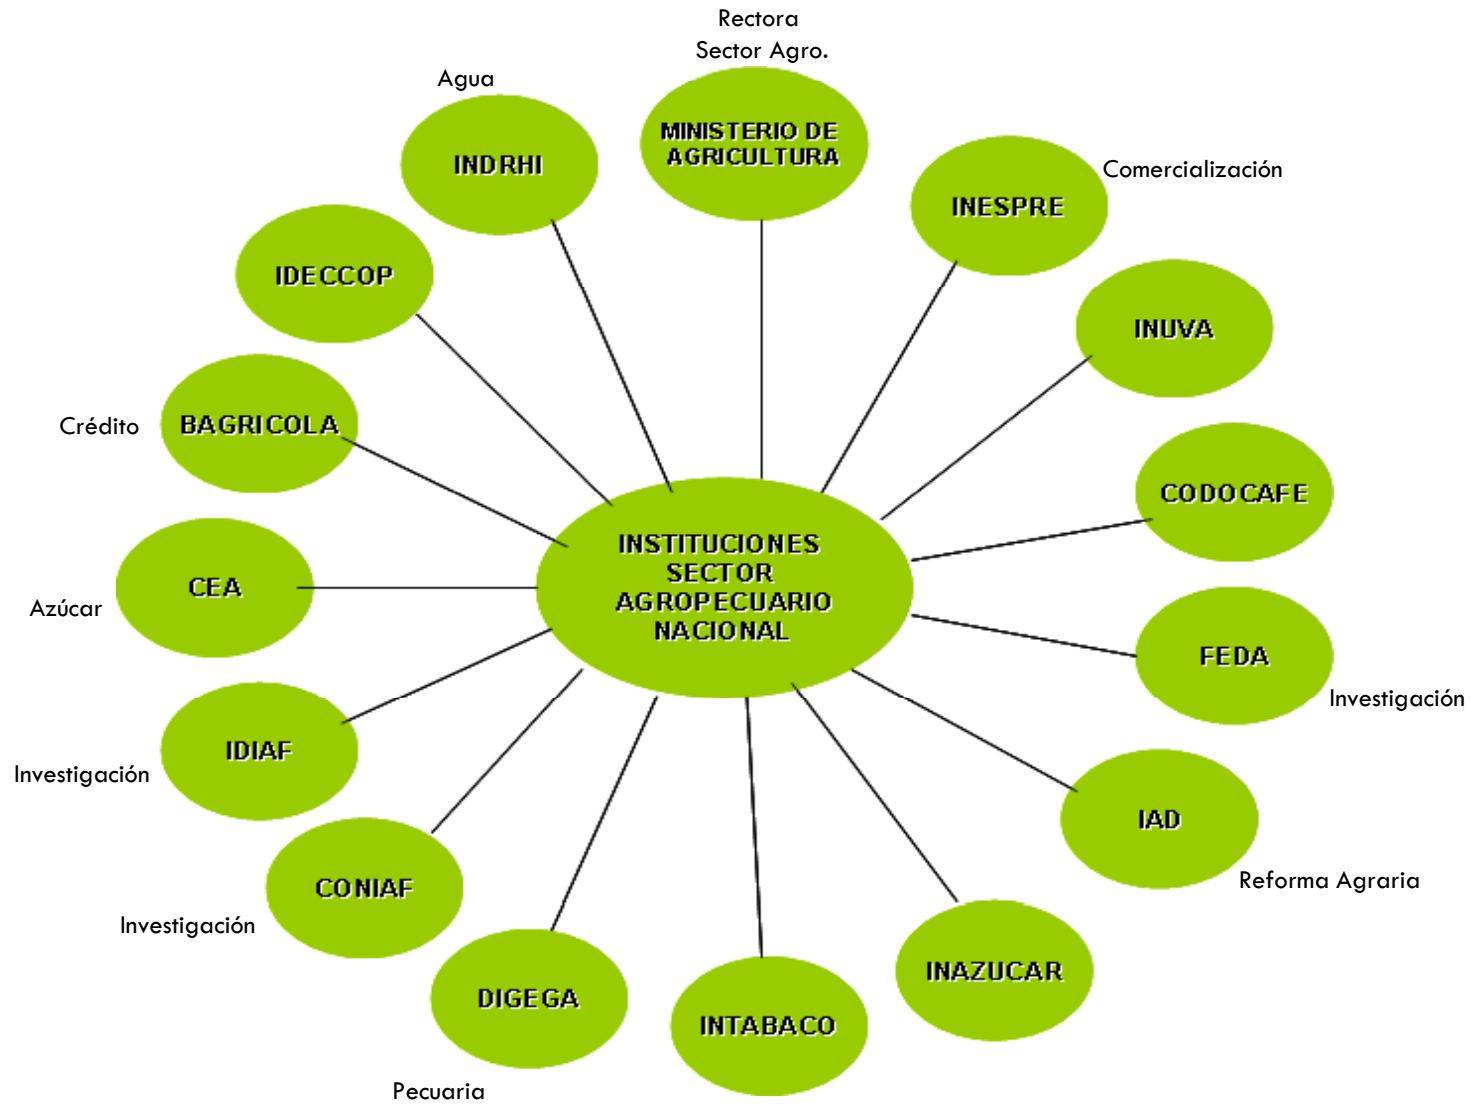 Rectora
Sector Agro.
Agua
MINISTERIO DE
AGRICULTURA
INDRHI
Comercialización
INESPRE
IDECCOP
INUVA
Crédito
BAGRICOLA
CODOCAFE
INSTITUCIONES
SECTOR
AGROPECUARIO
NACIONAL
CEA
Azúcar
FEDA
Investigación
IDIAF
Investigación
IAD
Reforma Agraria
CONIAF
Investigación
INAZUCAR
DIGEGA
INTABACO
Pecuaria